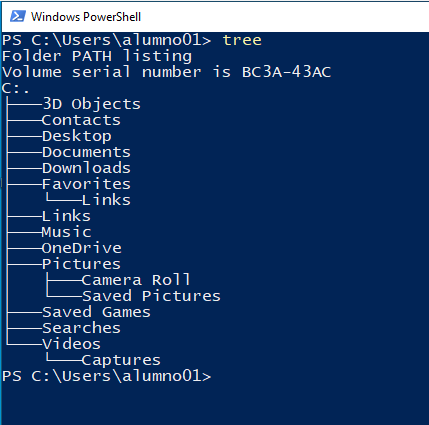 Windows PowerShell
PS C:\Users\alumno01> tree
Folder PATH listing
Volume serial number is BC3A-43AC
C:.
├───3D Objects
├───Contacts
├───Desktop
├───Documents
├───Downloads
├───Favorites
│   └───Links
├───Links
├───Music
├───OneDrive
├───Pictures
│   ├───Camera Roll
│   └───Saved Pictures
├───Saved Games
├───Searches
└───Videos
    └───Captures
PS C:\Users\alumno01>